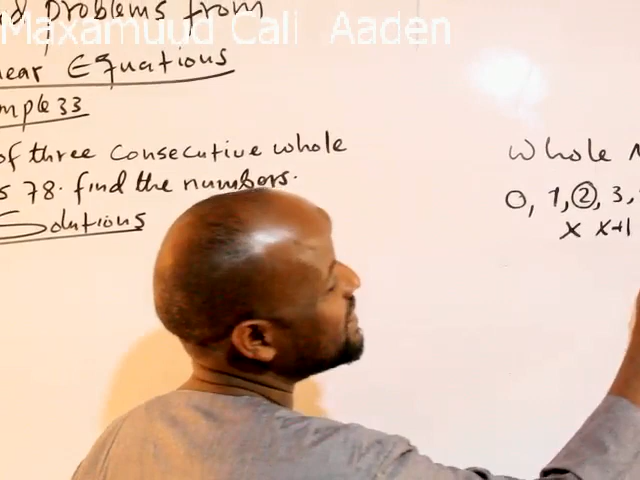 Maxamuud Cali Aaden
problems from
near Equations
mple 33
of three consecutive whole
s 78. find the numbers.
Solutions
Whole N
0, 1, 2, 3,
x x+1